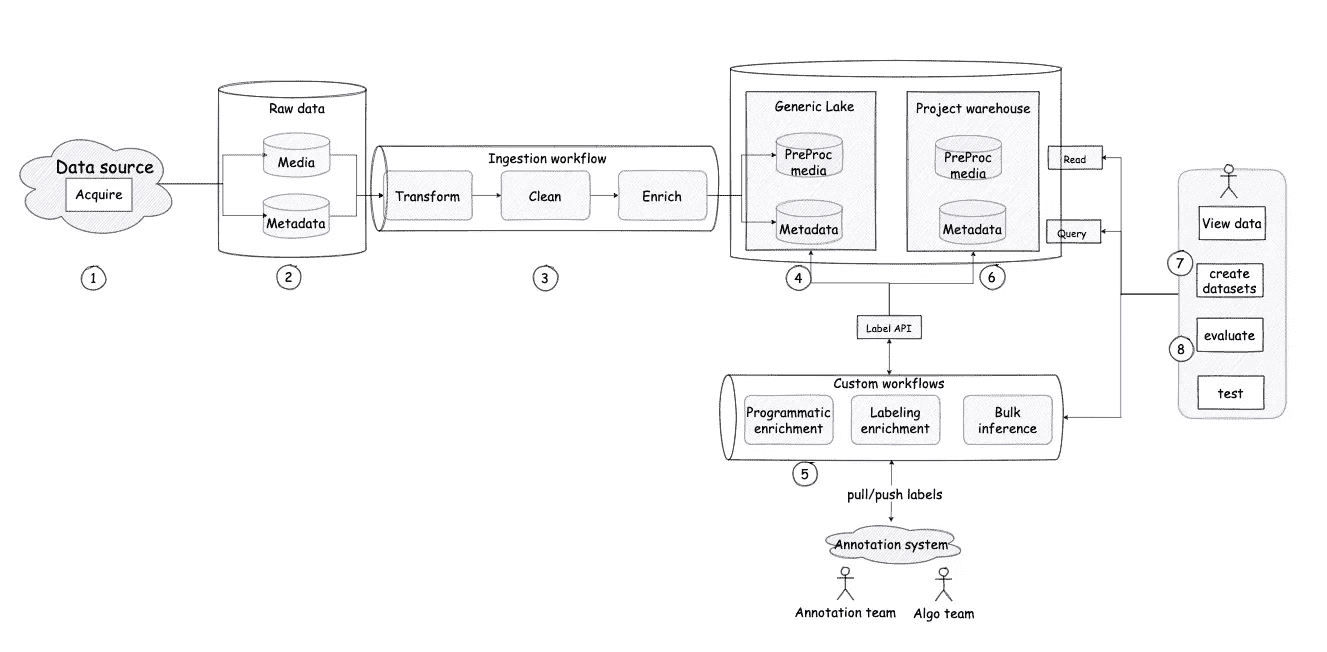 Data source
Acquire
1
Raw data
Media
Metadata
2
Ingestion workflow
Transform
Clean
Enrich
3
Generic Lake
PreProc
media
Metadata
4
Project warehouse
PreProc
media
Metadata
6
Read
Query
Label API
Custom workflows
Programmatic
enrichment
Labeling
enrichment
Bulk
inference
5
pull/push labels
Annotation system
Annotation team
Algo team
View data
7
create
datasets
evaluate
8
test